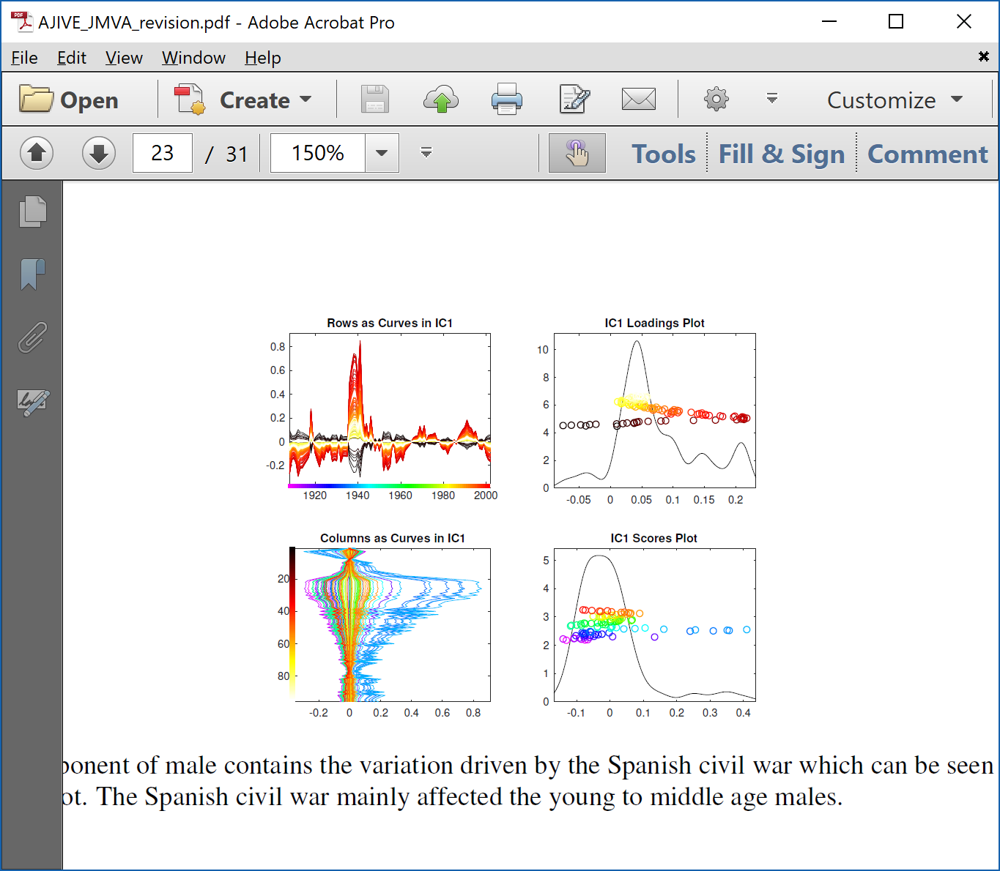 AJIVE_JMVA_revision.pdf - Adobe Acrobat Pro
File Edit View Window Help
Open Create Customize
23 / 31 150% Tools Fill & Sign Comment
Rows as Curves in IC1
0.8
0.6
0.4
0.2
0
-0.2
1920 1940 1960 1980 2000
IC1 Loadings Plot
10
8
6
4
2
0
-0.05 0 0.05 0.1 0.15 0.2
Columns as Curves in IC1
20
40
60
80
-0.2 0 0.2 0.4 0.6 0.8
IC1 Scores Plot
5
4
3
2
1
0
-0.1 0 0.1 0.2 0.3 0.4
ponent of male contains the variation driven by the Spanish civil war which can be seen
ot. The Spanish civil war mainly affected the young to middle age males.